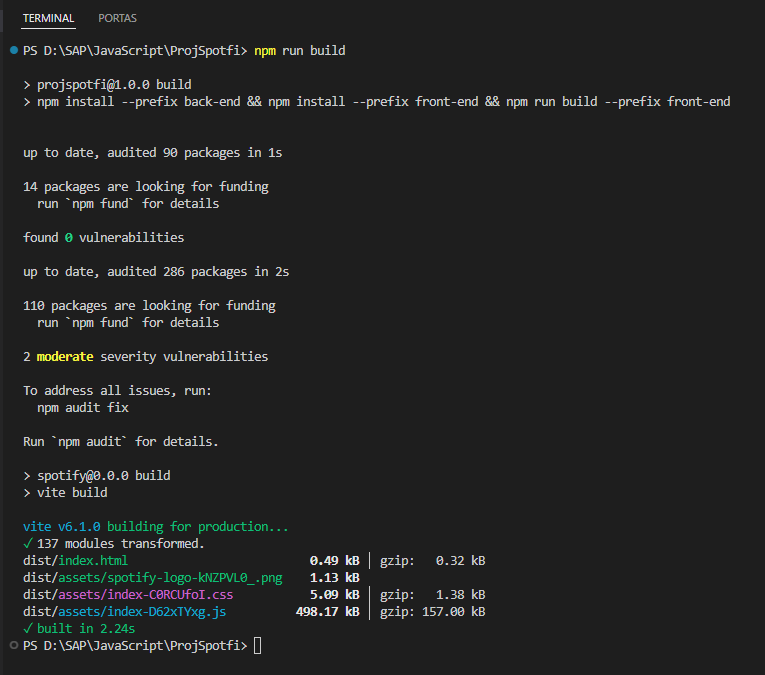 TERMINAL PORTAS
PS D:\SAP\JavaScript\ProjSpotfi> npm run build
> projspotfi@1.0.0 build
> npm install --prefix back-end && npm install --prefix front-end && npm run build --prefix front-end
up to date, audited 90 packages in 1s
14 packages are looking for funding
  run `npm fund` for details
found 0 vulnerabilities
up to date, audited 286 packages in 2s
110 packages are looking for funding
  run `npm fund` for details
2 moderate severity vulnerabilities
To address all issues, run:
  npm audit fix
Run `npm audit` for details.
> spotify@0.0.0 build
> vite build
vite v6.1.0 building for production...
✓ 137 modules transformed.
dist/index.html                       0.49 kB │ gzip:   0.32 kB
dist/assets/spotify-logo-kNZPVL0_.png   1.13 kB
dist/assets/index-C0RCUfoI.css          5.09 kB │ gzip:   1.38 kB
dist/assets/index-D62xTYxg.js         498.17 kB │ gzip: 157.00 kB
✓ built in 2.24s
PS D:\SAP\JavaScript\ProjSpotfi>